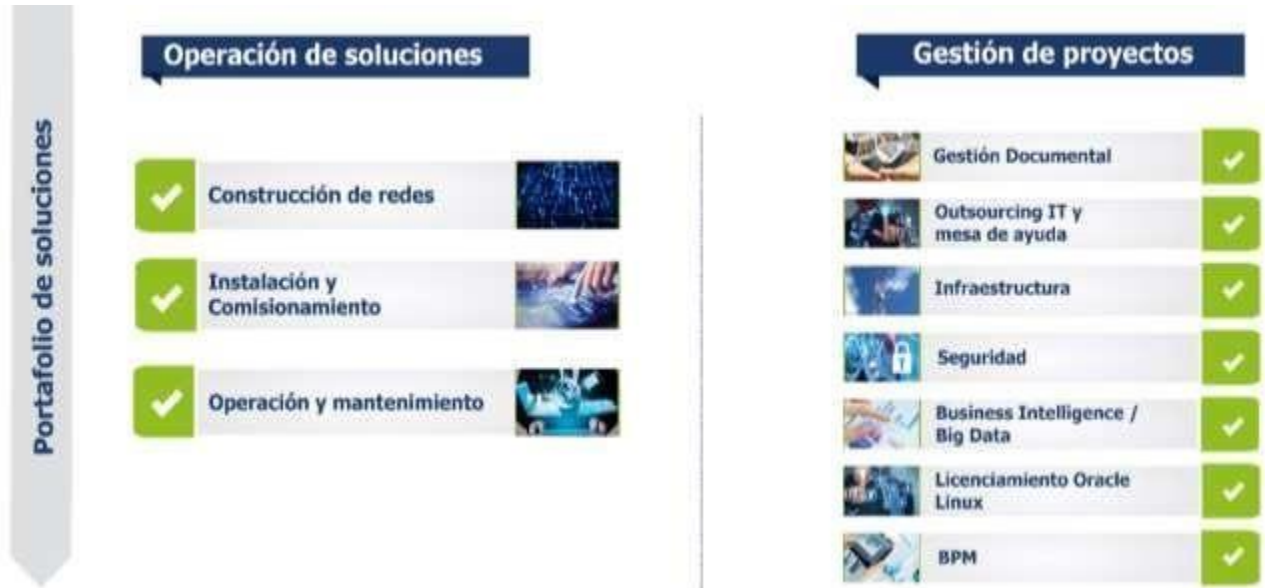 Portafolio de soluciones
Operación de soluciones
Construcción de redes
Instalación y
Comisionamiento
Operación y mantenimiento
Gestión de proyectos
Gestión Documental
Outsourcing IT y
mesa de ayuda
Infraestructura
Seguridad
Business Intelligence /
Big Data
Licenciamiento Oracle
Linux
BPM